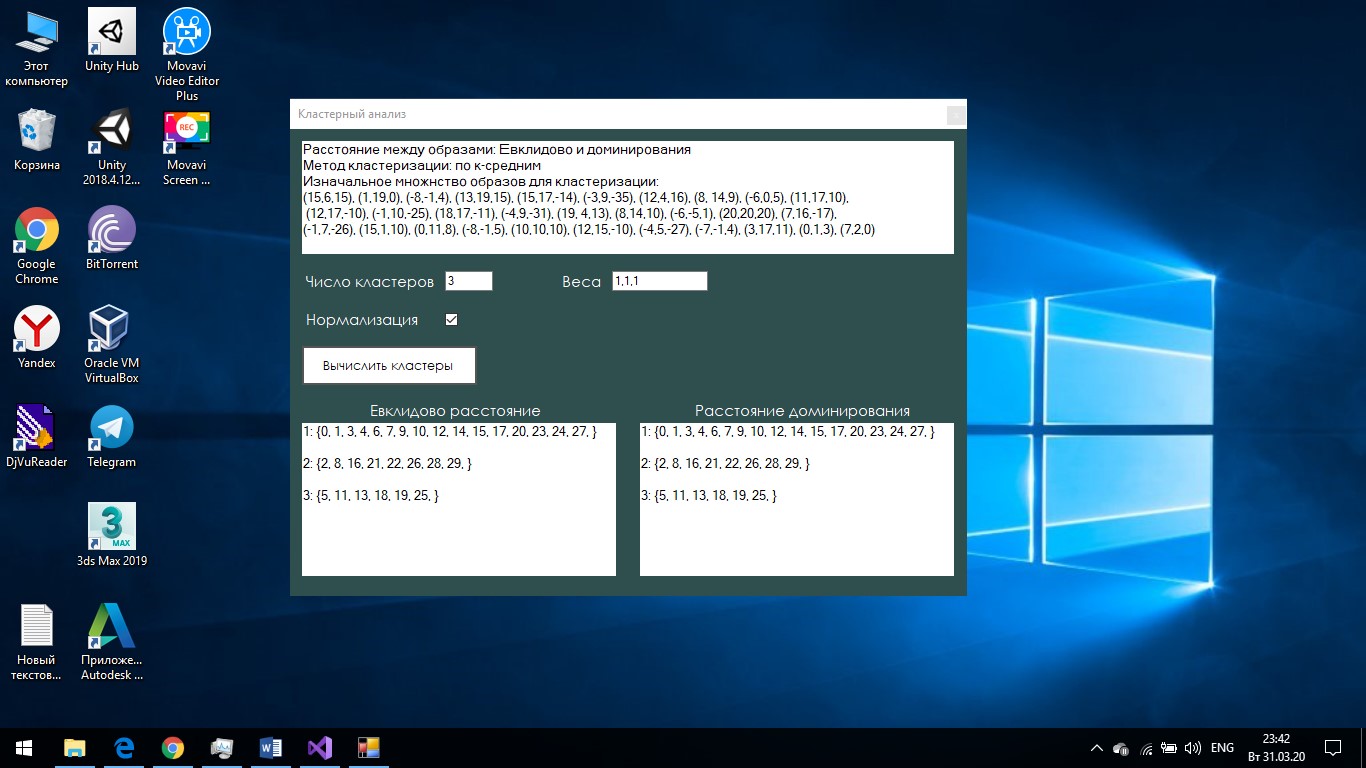 Этот
компьютер
Unity Hub
Movavi
Video Editor
Plus
Корзина
Unity
2018.4.12...
REC
Movavi
Screen ...
Google
Chrome
BitTorrent
Yandex
Oracle VM
VirtualBox
DjVuReader
Telegram
3
MAX
3ds Max 2019
Новый
текстов...
Приложе...
Autodesk ...
Кластерный анализ
Расстояние между образами: Евклидово и доминирования
Метод кластеризации: по к-средним
Изначальное множнство образов для кластеризации:
(15,6,15), (1,19,0), (-8,-1,4), (13,19,15), (15,17,-14), (-3,9,-35), (12,4,16), (8, 14,9), (-6,0,5), (11,17,10),
(12,17,-10), (-1,10,-25), (18,17,-11), (-4,9,-31), (19, 4,13), (8,14,10), (-6,-5,1), (20,20,20), (7,16,-17),
(-1,7,-26), (15,1,10), (0,11,8), (-8,-1,5), (10,10,10), (12,15,-10), (-4,5,-27), (-7,-1,4), (3,17,11), (0,1,3), (7,2,0)
Число кластеров 3 Веса 1,1,1
Нормализация
Вычислить кластеры
Евклидово расстояние
1: {0, 1, 3, 4, 6, 7, 9, 10, 12, 14, 15, 17, 20, 23, 24, 27, }
2: {2, 8, 16, 21, 22, 26, 28, 29, }
3: {5, 11, 13, 18, 19, 25, }
Расстояние доминирования
1: {0, 1, 3, 4, 6, 7, 9, 10, 12, 14, 15, 17, 20, 23, 24, 27, }
2: {2, 8, 16, 21, 22, 26, 28, 29, }
3: {5, 11, 13, 18, 19, 25, }
ENG
23:42
Вт 31.03.20